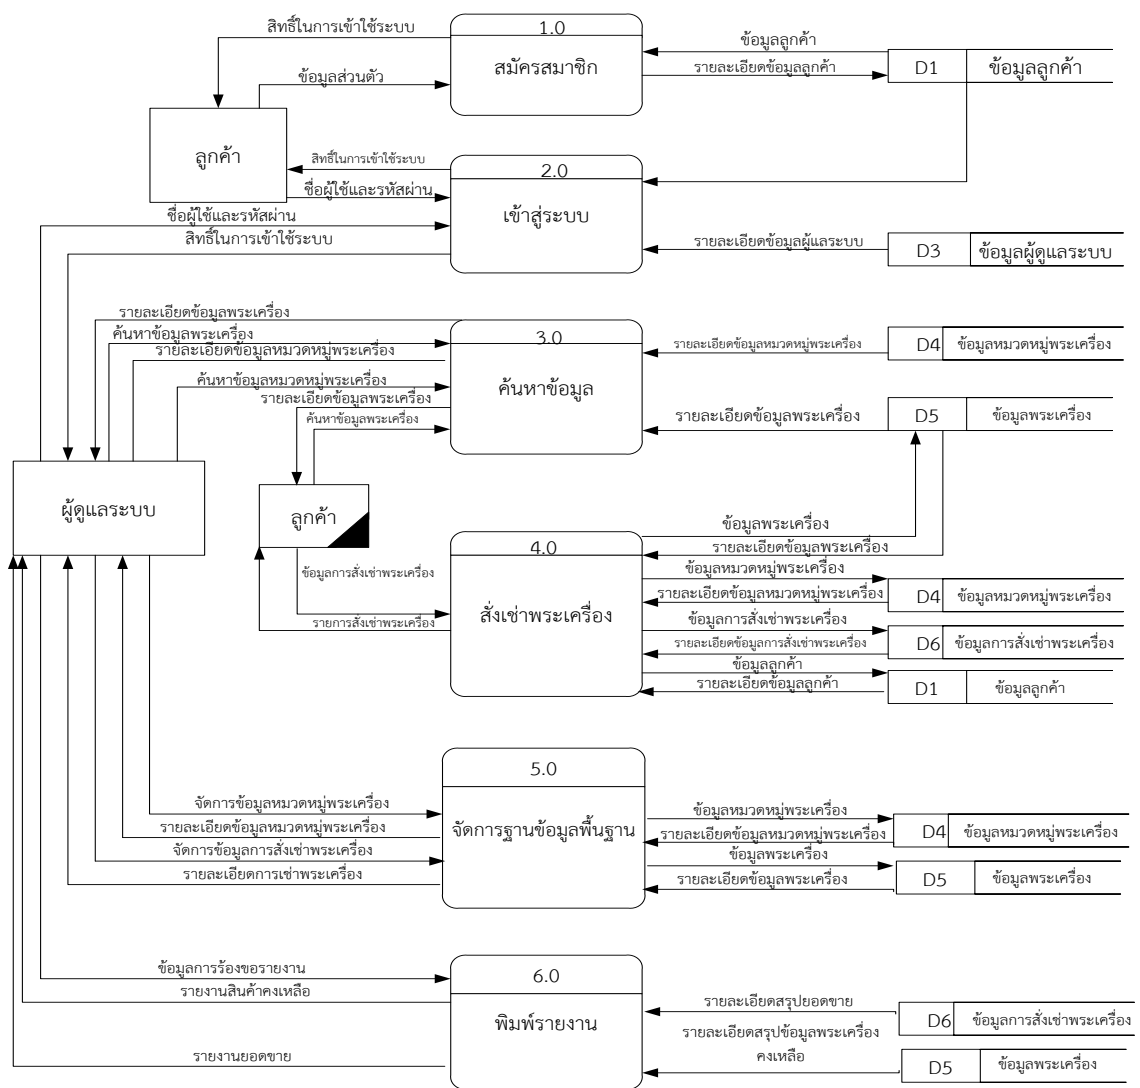 สิทธิ์ในการเข้าใช้ระบบ
1.0
สมัครสมาชิก
ข้อมูลลูกค้า
รายละเอียดข้อมูลลูกค้า
D1 ข้อมูลลูกค้า
ข้อมูลส่วนตัว
ลูกค้า
สิทธิ์ในการเข้าใช้ระบบ
ชื่อผู้ใช้และรหัสผ่าน
2.0
เข้าสู่ระบบ
ชื่อผู้ใช้และรหัสผ่าน
สิทธิ์ในการเข้าใช้ระบบ
รายละเอียดข้อมูลผู้แลระบบ
D3 ข้อมูลผู้ดูแลระบบ
รายละเอียดข้อมูลพระเครื่อง
ค้นหาข้อมูลพระเครื่อง
รายละเอียดข้อมูลหมวดหมู่พระเครื่อง
ค้นหาข้อมูลหมวดหมู่พระเครื่อง
รายละเอียดข้อมูลพระเครื่อง
ค้นหาข้อมูลพระเครื่อง
3.0
ค้นหาข้อมูล
รายละเอียดข้อมูลหมวดหมู่พระเครื่อง
D4 ข้อมูลหมวดหมู่พระเครื่อง
รายละเอียดข้อมูลพระเครื่อง
D5 ข้อมูลพระเครื่อง
ผู้ดูแลระบบ
ลูกค้า
ข้อมูลการสั่งเช่าพระเครื่อง
รายการสั่งเช่าพระเครื่อง
4.0
สั่งเช่าพระเครื่อง
ข้อมูลพระเครื่อง
รายละเอียดข้อมูลพระเครื่อง
ข้อมูลหมวดหมู่พระเครื่อง
รายละเอียดข้อมูลหมวดหมู่พระเครื่อง
D4 ข้อมูลหมวดหมู่พระเครื่อง
ข้อมูลการสั่งเช่าพระเครื่อง
รายละเอียดข้อมูลการสั่งเช่าพระเครื่อง
D6 ข้อมูลการสั่งเช่าพระเครื่อง
ข้อมูลลูกค้า
รายละเอียดข้อมูลลูกค้า
D1 ข้อมูลลูกค้า
5.0
จัดการฐานข้อมูลพื้นฐาน
จัดการข้อมูลหมวดหมู่พระเครื่อง
รายละเอียดข้อมูลหมวดหมู่พระเครื่อง
จัดการข้อมูลการสั่งเช่าพระเครื่อง
รายละเอียดการเช่าพระเครื่อง
ข้อมูลหมวดหมู่พระเครื่อง
รายละเอียดข้อมูลหมวดหมู่พระเครื่อง
D4 ข้อมูลหมวดหมู่พระเครื่อง
ข้อมูลพระเครื่อง
รายละเอียดข้อมูลพระเครื่อง
D5 ข้อมูลพระเครื่อง
ข้อมูลการร้องขอรายงาน
รายงานสินค้าคงเหลือ
รายงานยอดขาย
6.0
พิมพ์รายงาน
รายละเอียดสรุปยอดขาย
D6 ข้อมูลการสั่งเช่าพระเครื่อง
รายละเอียดสรุปข้อมูลพระเครื่อง
คงเหลือ
D5 ข้อมูลพระเครื่อง